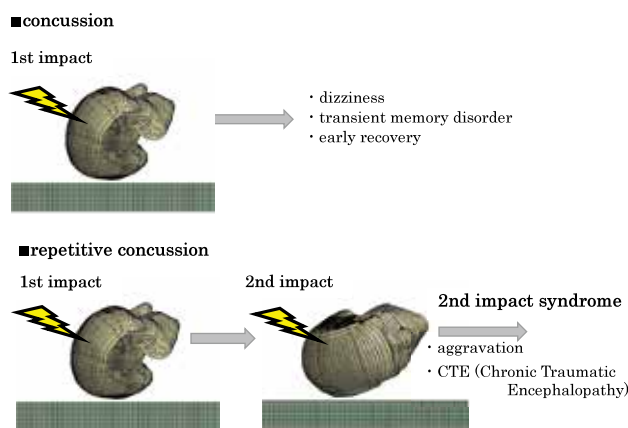 ■concussion
1st impact
・dizziness
・transient memory disorder
・early recovery
■repetitive concussion
1st impact
2nd impact
2nd impact syndrome
・aggravation
・CTE (Chronic Traumatic
Encephalopathy)